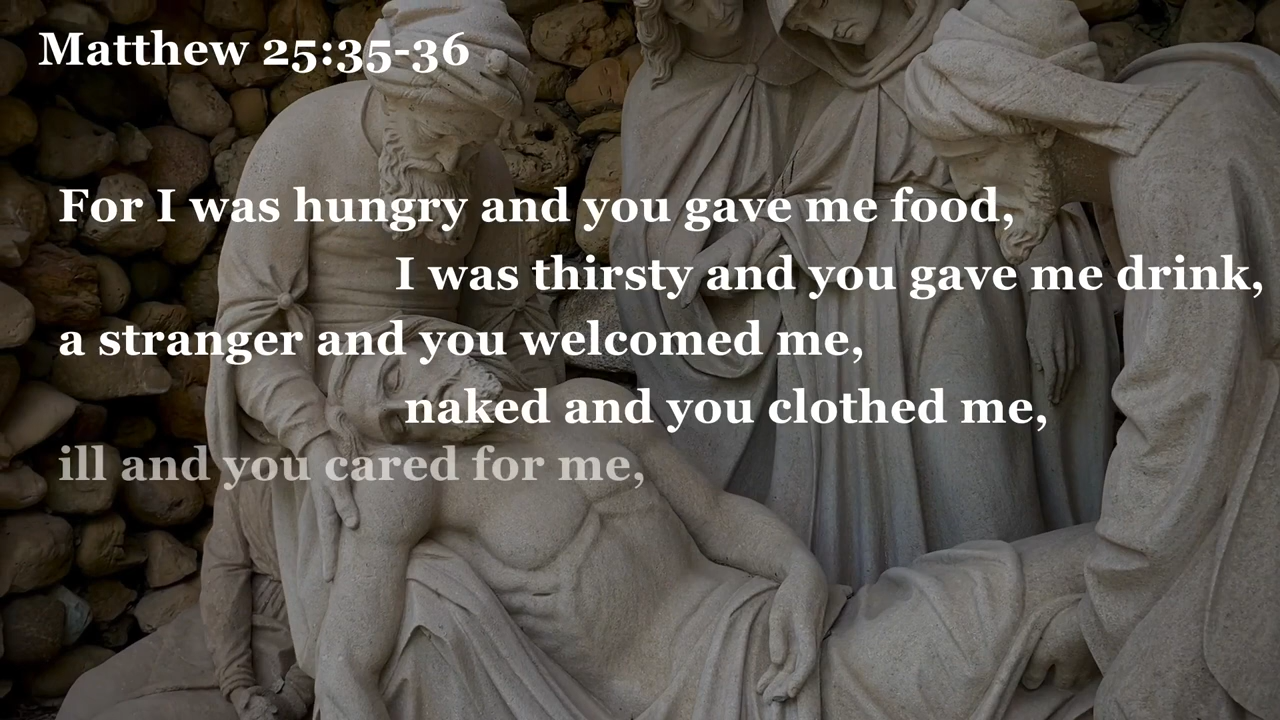 Matthew 25:35-36
For I was hungry and you gave me food,
I was thirsty and you gave me drink,
a stranger and you welcomed me,
naked and you clothed me,
ill and you cared for me,